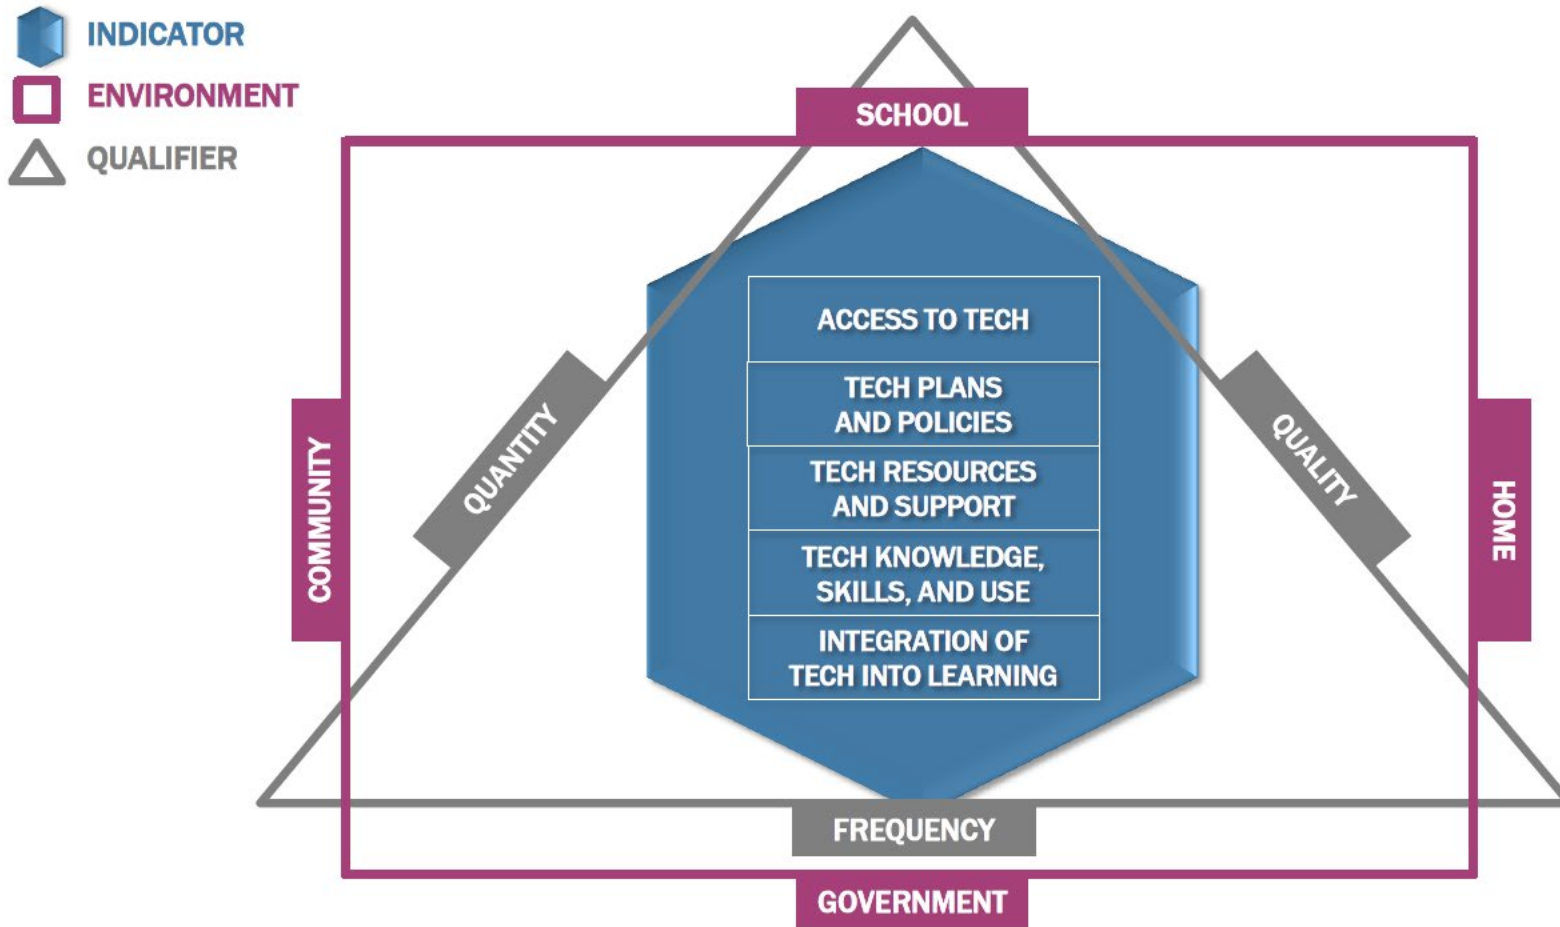 INDICATOR
ENVIRONMENT
QUALIFIER
SCHOOL
ACCESS TO TECH
TECH PLANS
AND POLICIES
TECH RESOURCES
AND SUPPORT
TECH KNOWLEDGE,
SKILLS, AND USE
INTEGRATION OF
TECH INTO LEARNING
COMMUNITY
QUANTITY
QUALITY
HOME
FREQUENCY
GOVERNMENT